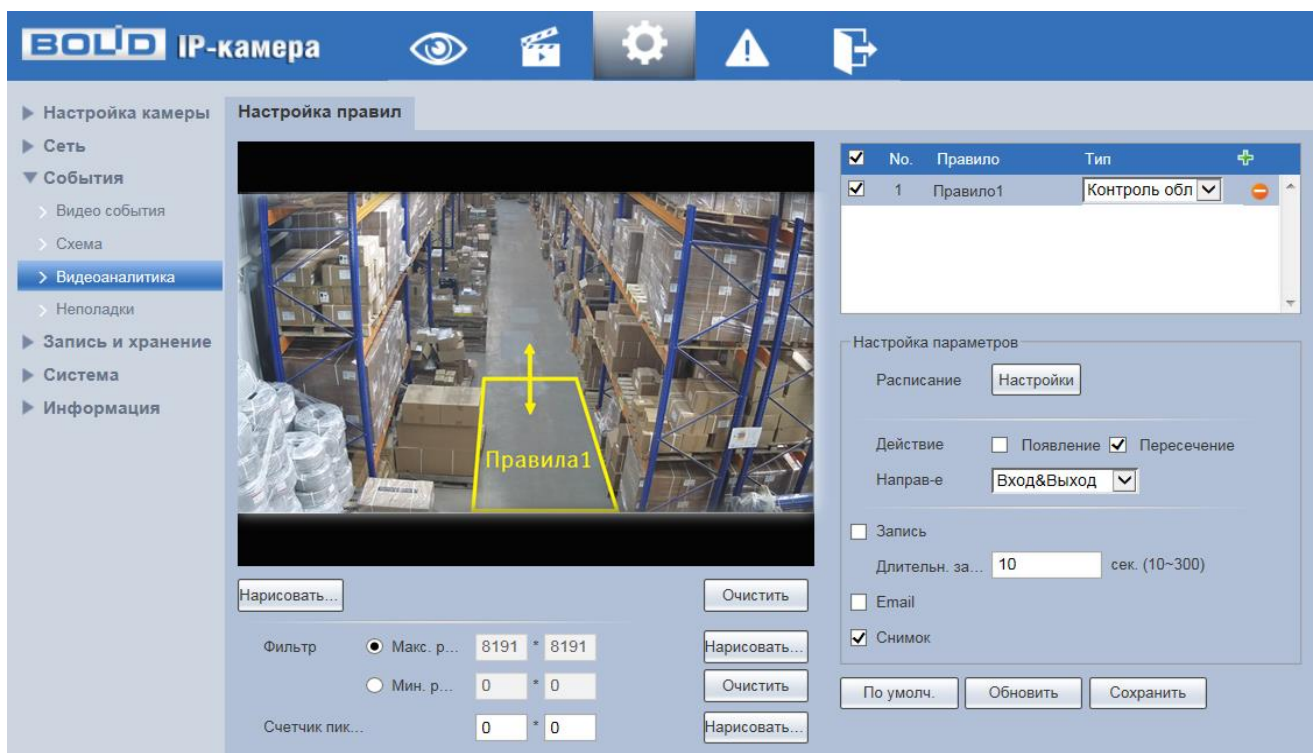 BOLID IP-камера
Настройка камеры
Сеть
События
Видео события
Схема
Видеоаналитика
Неполадки
Запись и хранение
Система
Информация
Настройка правил
Правила1
Нарисовать... Очистить
Фильтр Макс. р... 8191 * 8191 Нарисовать...
Мин. р... 0 * 0 Очистить
Счетчик пик... 0 * 0 Нарисовать...
No. Правило Тип
1 Правило1 Контроль обл
Настройка параметров
Расписание Настройки
Действие Появление Пересечение
Направ-е Вход&Выход
Запись
Длительн. за... 10 сек. (10~300)
Email
Снимок
По умолч. Обновить Сохранить